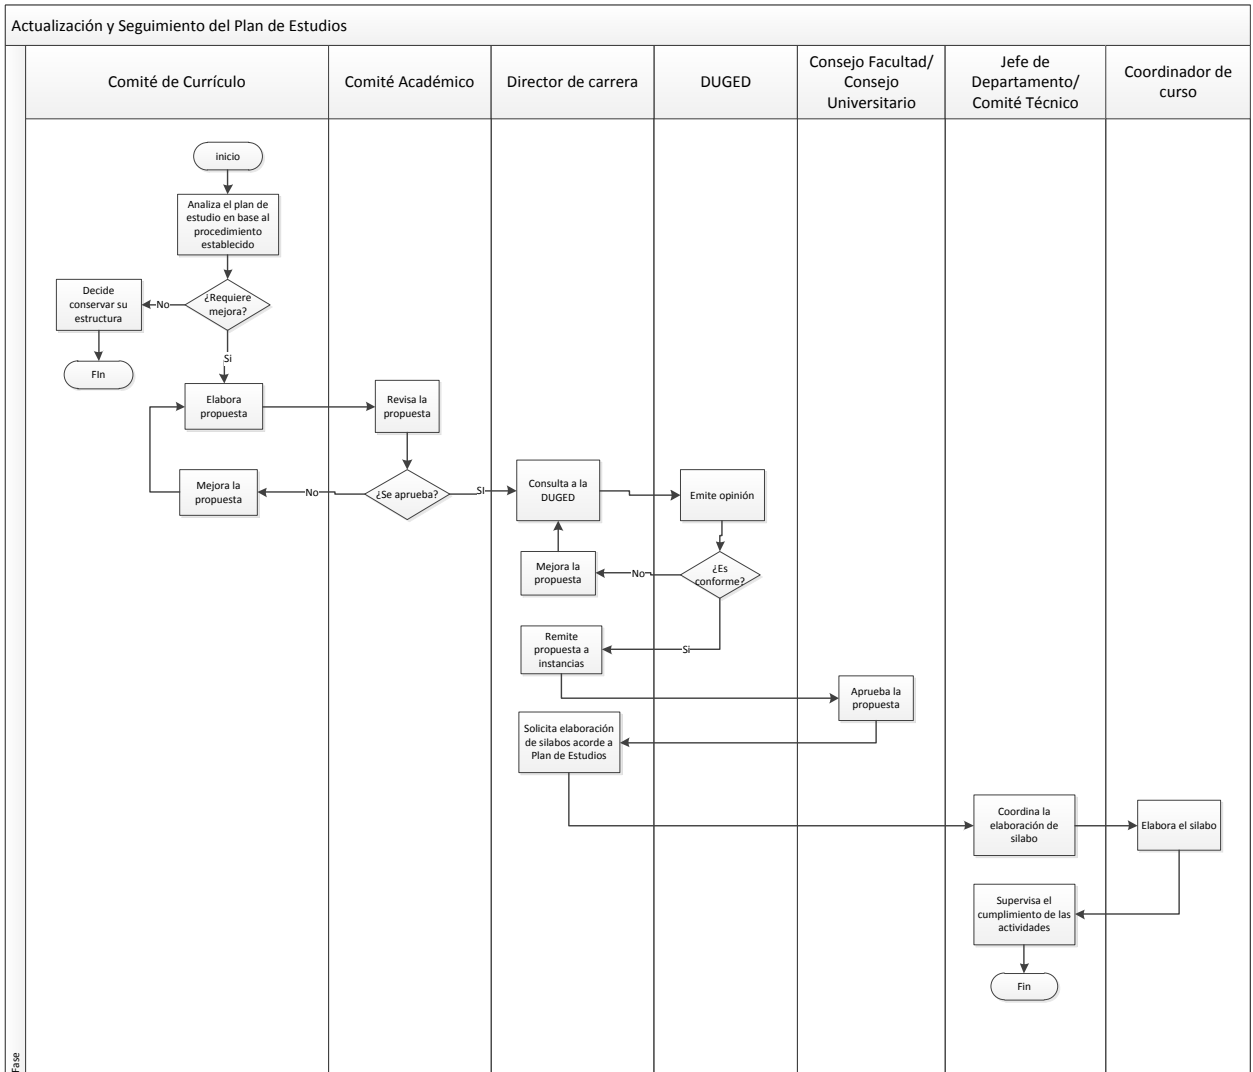 Actualización y Seguimiento del Plan de Estudios
Comité de Currículo
Comité Académico
Director de carrera
DUGED
Consejo Facultad/
Consejo
Universitario
Jefe de
Departamento/
Comité Técnico
Coordinador de
curso
inicio
Analiza el plan de
estudio en base al
procedimiento
establecido
¿Requiere
mejora?
No
Decide
conservar su
estructura
FIn
Si
Elabora
propuesta
Revisa la
propuesta
¿Se aprueba?
No
Mejora la
propuesta
SI
Consulta a la
DUGED
Emite opinión
¿Es
conforme?
No
Mejora la
propuesta
Si
Remite
propuesta a
instancias
Aprueba la
propuesta
Solicita elaboración
de silabos acorde a
Plan de Estudios
Coordina la
elaboración de
silabo
Elabora el silabo
Supervisa el
cumplimiento de las
actividades
Fin
Fase